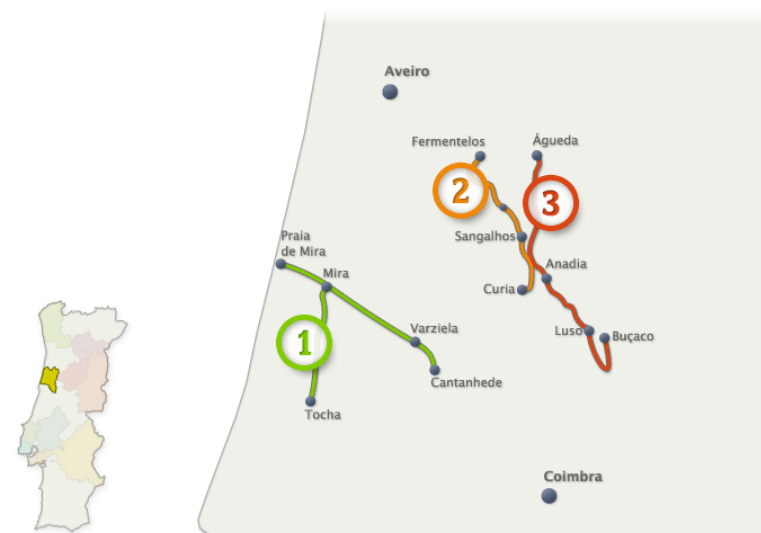 Aveiro
Fermentelos
Águeda
2
3
Sangalhos
Praia
de Mira
Anadia
Mira
Curia
Varziela
Luso
Buçaco
1
Cantanhede
Tocha
Coimbra